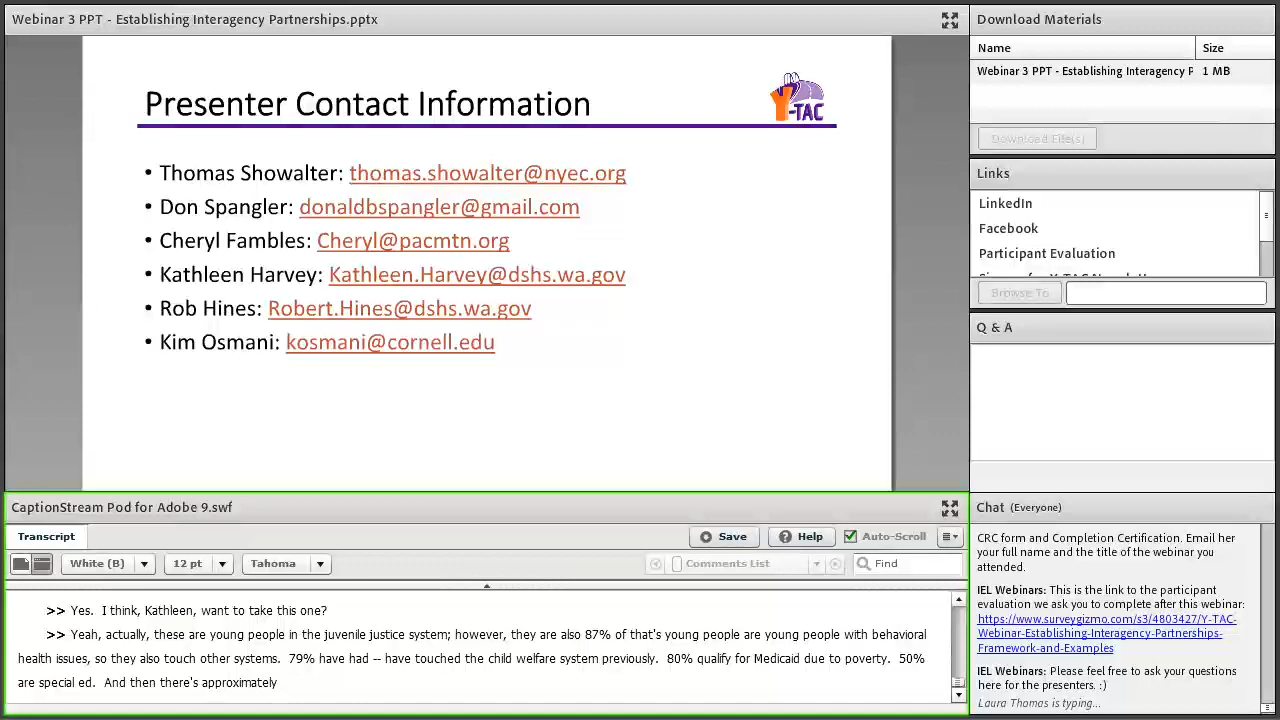 Webinar 3 PPT - Establishing Interagency Partnerships.pptx
Presenter Contact Information
Y-TAC
• Thomas Showalter: thomas.showalter@nyec.org
• Don Spangler: donaldbspangler@gmail.com
• Cheryl Fambles: Cheryl@pacmtn.org
• Kathleen Harvey: Kathleen.Harvey@dshs.wa.gov
• Rob Hines: Robert.Hines@dshs.wa.gov
• Kim Osmani: kosmani@cornell.edu
CaptionStream Pod for Adobe 9.swf
Transcript
Save
Help
Auto-Scroll
White (B)
12 pt
Tahoma
Comments List
Find
>> Yes. I think, Kathleen, want to take this one?
>> Yeah, actually, these are young people in the juvenile justice system; however, they are also 87% of that's young people are young people with behavioral
health issues, so they also touch other systems. 79% have had -- have touched the child welfare system previously. 80% qualify for Medicaid due to poverty. 50%
are special ed. And then there's approximately
Download Materials
Name Size
Webinar 3 PPT - Establishing Interagency P 1 MB
Download File(s)
Links
LinkedIn
Facebook
Participant Evaluation
Browse To
Q & A
Chat (Everyone)
CRC form and Completion Certification. Email her
your full name and the title of the webinar you
attended.
IEL Webinars: This is the link to the participant
evaluation we ask you to complete after this webinar:
https://www.surveygizmo.com/s3/4803427/Y-TAC-
Webinar-Establishing-Interagency-Partnerships-
Framework-and-Examples
IEL Webinars: Please feel free to ask your questions
here for the presenters. :)
Laura Thomas is typing...